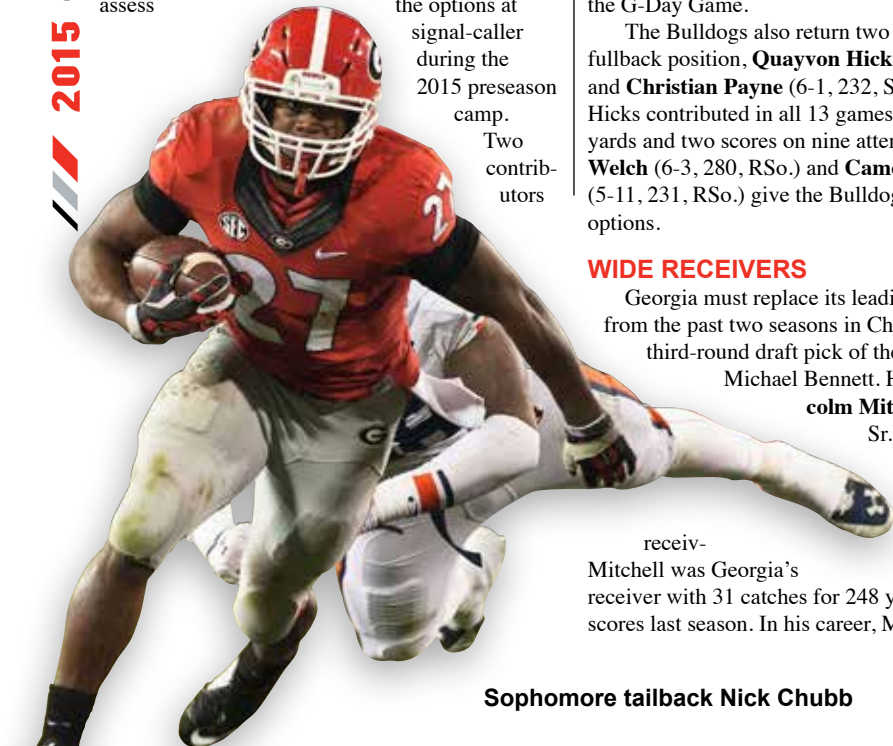 2015
assess
the options at
signal-caller
during the
2015 preseason
camp.
Two
contrib-
utors
the G-Day Game.
The Bulldogs also return two
fullback position, Quayvon Hick
and Christian Payne (6-1, 232, S
Hicks contributed in all 13 games
yards and two scores on nine atten
Welch (6-3, 280, RSo.) and Came
(5-11, 231, RSo.) give the Bulldog
options.
WIDE RECEIVERS
Georgia must replace its leadi
from the past two seasons in Ch
third-round draft pick of the
Michael Bennett. H
colm Mit
Sr.
receiv-
Mitchell was Georgia's
receiver with 31 catches for 248 y
scores last season. In his career, M
27
SEC
G
27
G
Sophomore tailback Nick Chubb